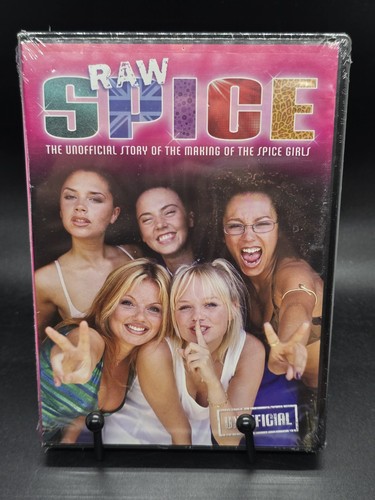 RAW
SPICE
THE UNOFFICIAL STORY OF THE MAKING OF THE SPICE GIRLS